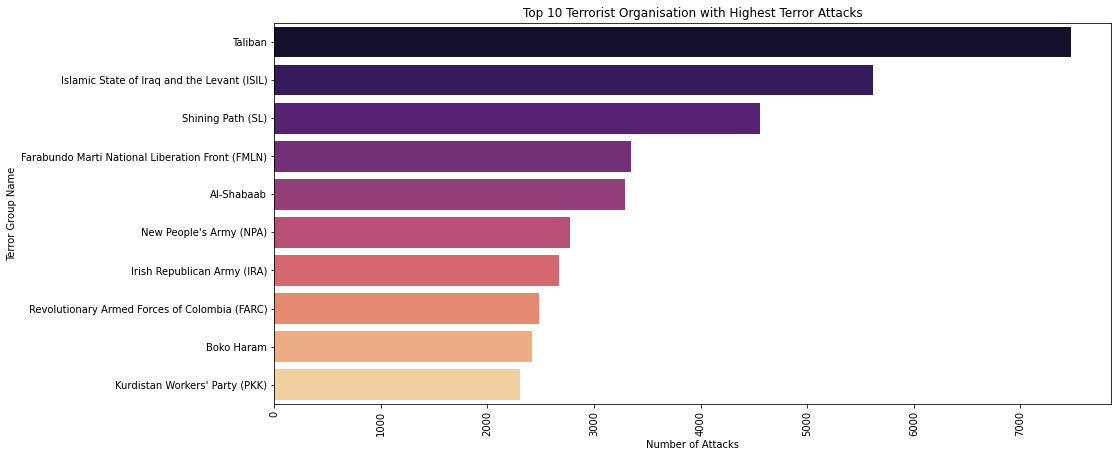 Top 10 Terrorist Organisation with Highest Terror Attacks
Terror Group Name
Taliban
Islamic State of Iraq and the Levant (ISIL)
Shining Path (SL)
Farabundo Marti National Liberation Front (FMLN)
Al-Shabaab
New People's Army (NPA)
Irish Republican Army (IRA)
Revolutionary Armed Forces of Colombia (FARC)
Boko Haram
Kurdistan Workers' Party (PKK)
0
1000
2000
3000
4000
5000
6000
7000
Number of Attacks